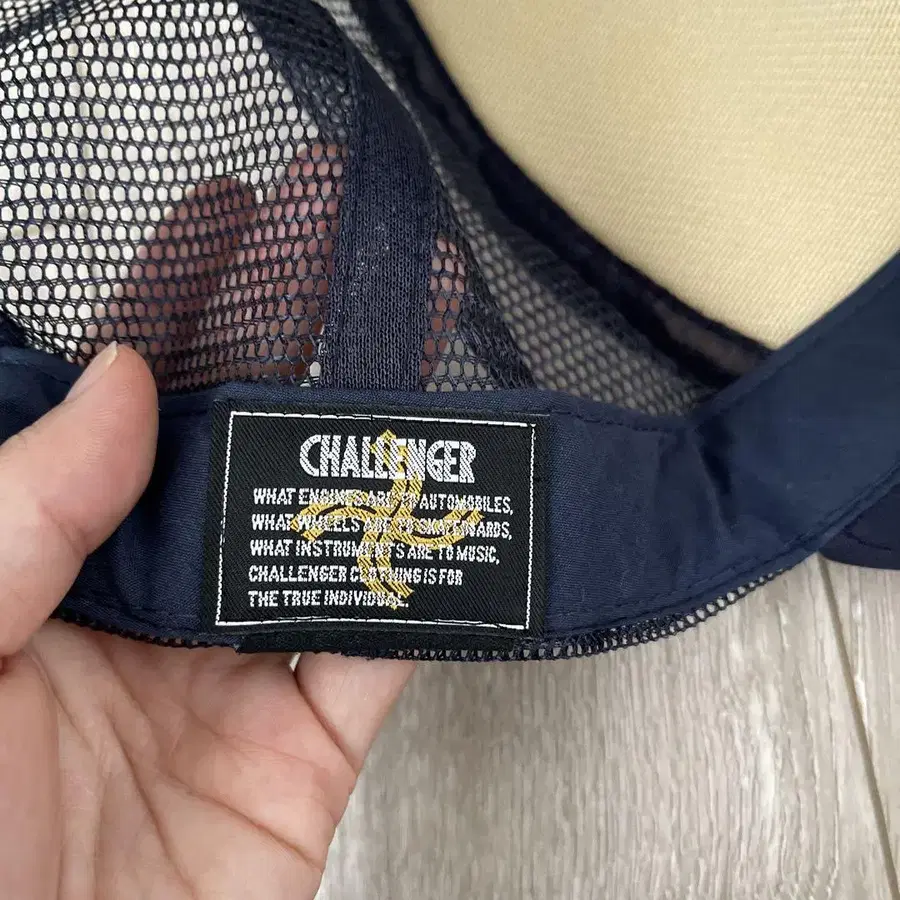 CHALLENGER
WHAT ENGINES ARE TO AUTOMOBILES,
WHAT WHEELS ARE TO SKATEBOARDS,
WHAT INSTRUMENTS ARE TO MUSIC,
CHALLENGER CLOTHING IS FOR
THE TRUE INDIVIDUAL.